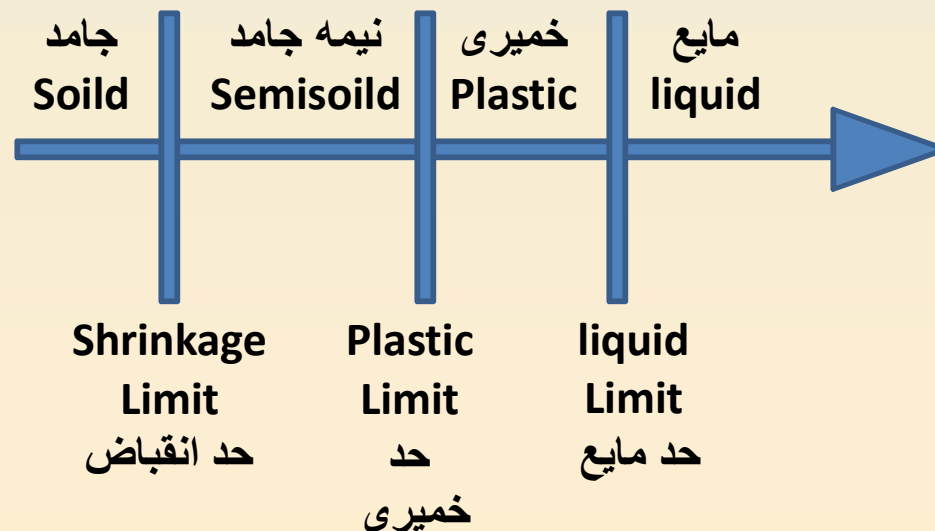 جامد
Soild
نیمه جامد
Semisoild
خمیری
Plastic
مایع
liquid
Shrinkage
Limit
حد انقباض
Plastic
Limit
حد
خمیری
liquid
Limit
حد مایع